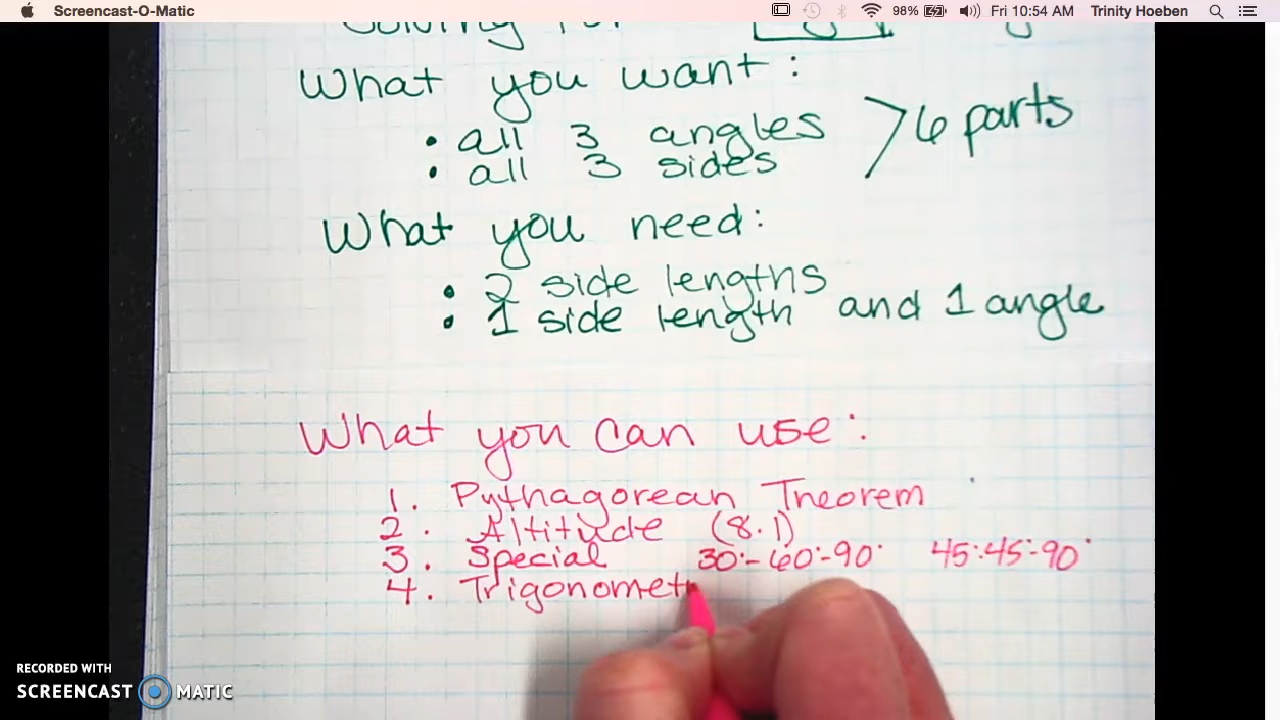 Screencast-O-Matic 98% Fri 10:54 AM Trinity Hoeben
What you want:
• all 3 angles
• all 3 sides
6 parts
What you need:
• 2 side lengths
• 1 side length and 1 angle
What you can use:
1. Pythagorean Theorem
2. Altitude (8.1)
3. Special 30°-60°-90° 45°:45°-90°
4. Trigonomet
RECORDED WITH
SCREENCAST MATIC